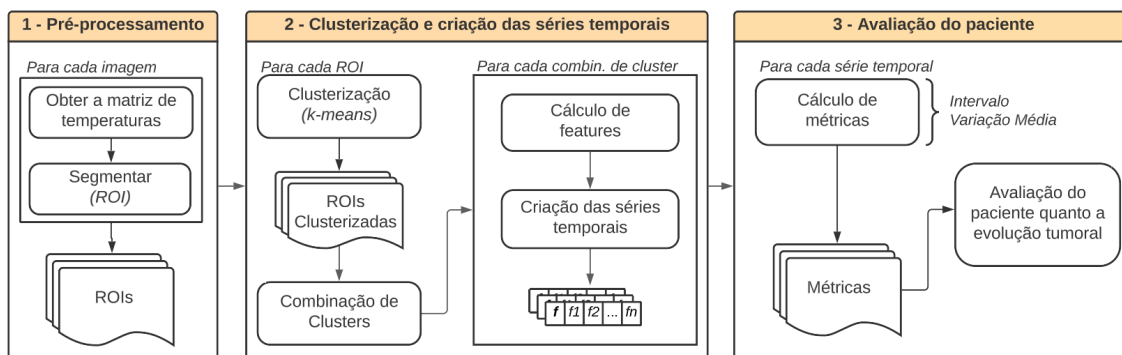 1 - Pré-processamento
Para cada imagem
Obter a matriz de
temperaturas
Segmentar
(ROI)
ROIs
2 - Clusterização e criação das séries temporais
Para cada ROI
Clusterização
(k-means)
ROIs
Clusterizadas
Combinação de
Clusters
Para cada combin. de cluster
Cálculo de
features
Criação das séries
temporais
f f1 f2 ... fn
3 - Avaliação do paciente
Para cada série temporal
Cálculo de
métricas
Intervalo
Variação Média
Métricas
Avaliação do
paciente quanto a
evolução tumoral